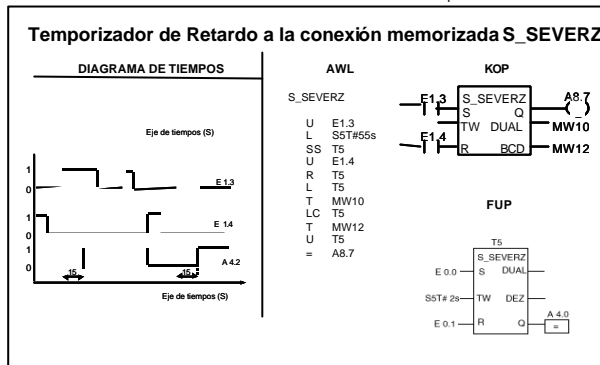 Temporizador de Retardo a la conexión memorizada S_SEVERZ
DIAGRAMA DE TIEMPOS
Eje de tiempos (S)
1
0
E 1.3
1
0
E 1.4
1
0
A 4.2
15
15
Eje de tiempos (S)
AWL
S_SEVERZ
U E1.3
L S5T#55s
SS T5
U E1.4
R T5
L T5
T MW10
LC T5
T MW12
U T5
= A8.7
KOP
E1.3
S_SEVERZ
A8.7
S Q
TW DUAL MW10
E1.4
R BCD MW12
FUP
T5
S_SEVERZ
E 0.0 S DUAL
S5T# 2s TW DEZ
A 4.0
E 0.1 R Q =